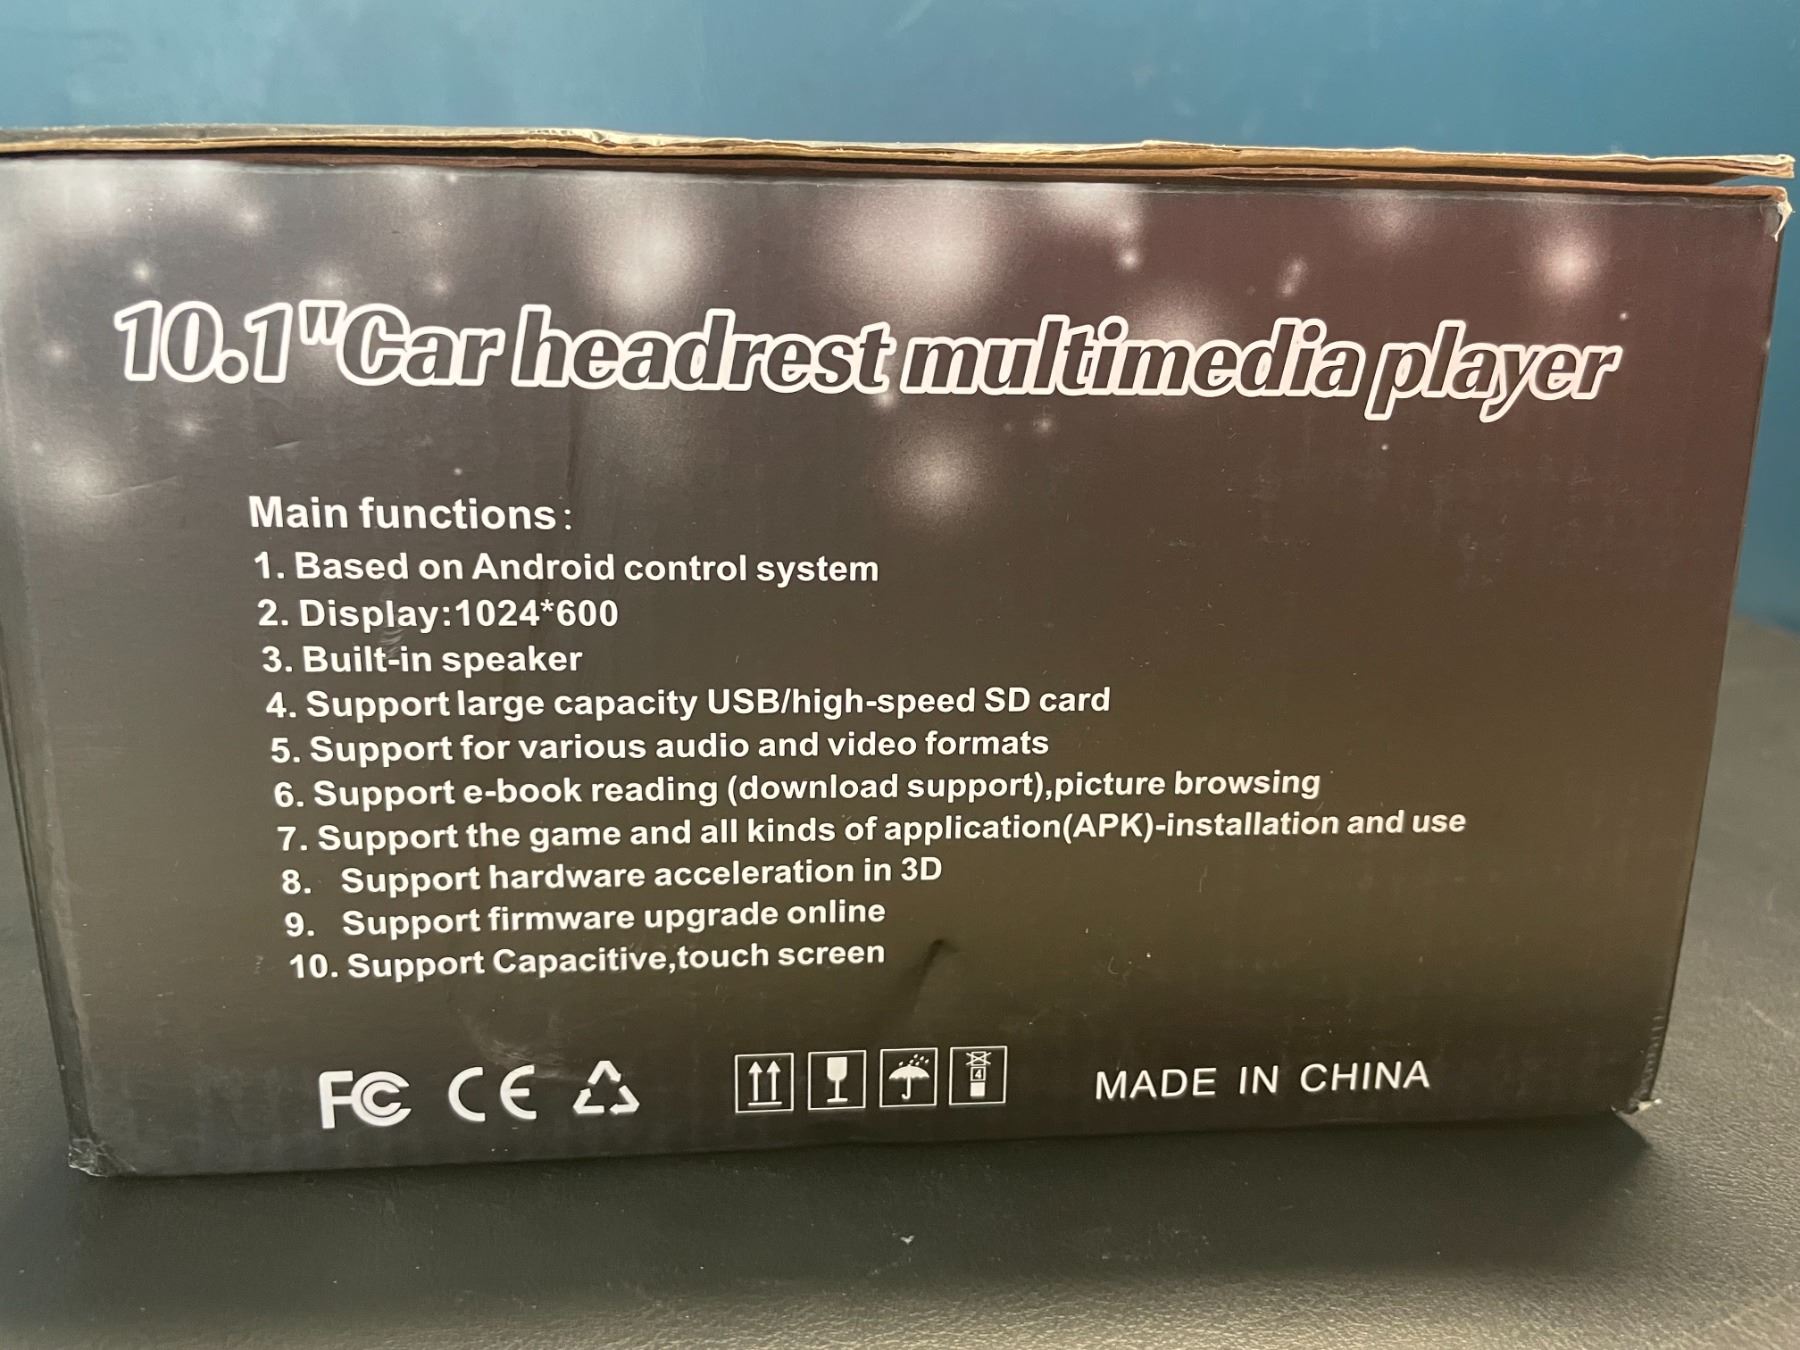 10.1"Car headrest multimedia player
Main functions:
1. Based on Android control system
2. Display:1024*600
3. Built-in speaker
4. Support large capacity USB/high-speed SD card
5. Support for various audio and video formats
6. Support e-book reading (download support),picture browsing
7. Support the game and all kinds of application(APK)-installation and use
8. Support hardware acceleration in 3D
9. Support firmware upgrade online
10. Support Capacitive,touch screen
FC CE 4 MADE IN CHINA